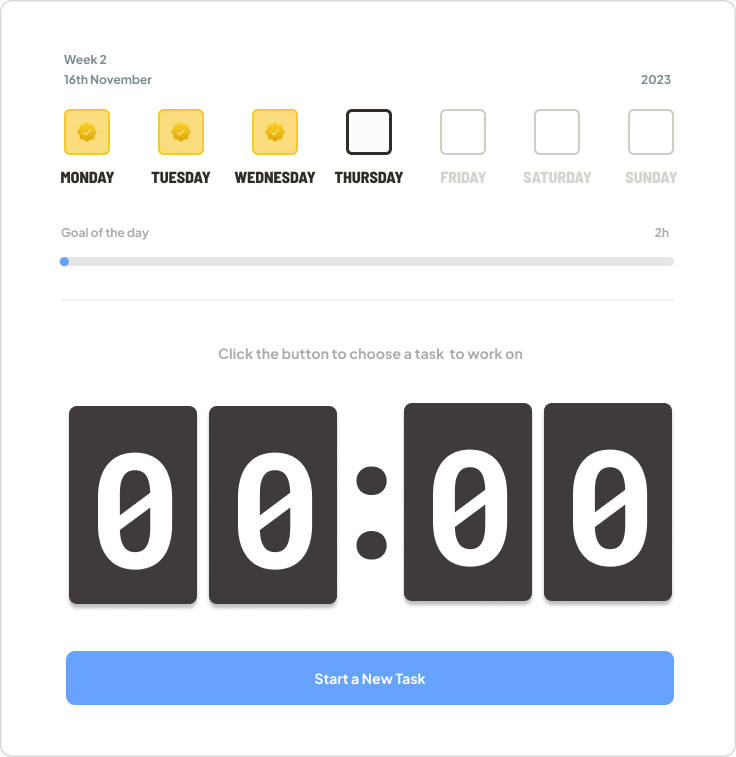 Week 2
16th November 2023
MONDAY TUESDAY WEDNESDAY THURSDAY FRIDAY SATURDAY SUNDAY
Goal of the day 2h
Click the button to choose a task to work on
00:00
Start a New Task